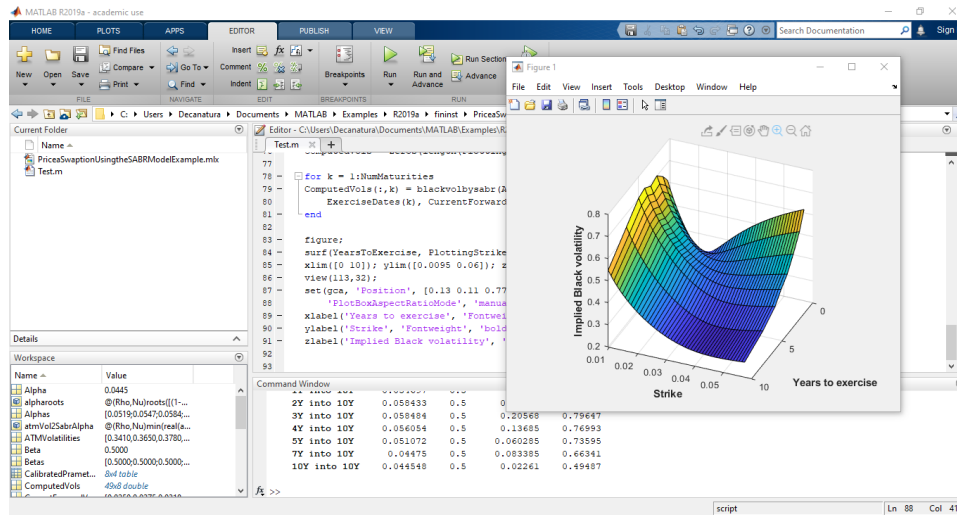 MATLAB R2019a - academic use
HOME PLOTS APPS EDITOR PUBLISH VIEW
Search Documentation
Sign
New
Open
Save
Find Files
Compare
Print
Go To
Find
Insert
Comment
Indent
Breakpoints
Run
Run and
Advance
Run Section
Advance
FILE NAVIGATE EDIT BREAKPOINTS RUN
C: Users Decanatura Documents MATLAB Examples R2019a fininst PriceaSw
Current Folder
Name
PriceaSwaptionUsingtheSABRModelExample.mlx
Test.m
Details
Workspace
Name Value
Alpha 0.0445
alpharoots @(Rho,Nu)roots([(1-...
Alphas [0.0519;0.0547;0.0584;...
atmVol2SabrAlpha @(Rho,Nu)min(real(a...
ATMVolatilities [0.3410,0.3650,0.3780,...
Beta 0.5000
Betas [0.5000;0.5000;0.5000;...
CalibratedPramet... 8x4 table
ComputedVols 49x8 double
Editor - C:\Users\Decanatura\Documents\MATLAB\Examples\R
Test.m
77
78 - for k = 1:NumMaturities
79 - ComputedVols(:,k) = blackvolbysabr(A
80 ExerciseDates(k), CurrentForward
81 - end
82
83 - figure;
84 - surf(YearsToExercise, PlottingStrike
85 - xlim([0 10]); ylim([0.0095 0.06]); z
86 - view(113,32);
87 - set(gca, 'Position', [0.13 0.11 0.77
88 'PlotBoxAspectRatioMode', 'manua
89 - xlabel('Years to exercise', 'Fontwei
90 - ylabel('Strike', 'Fontweight', 'bold
91 - zlabel('Implied Black volatility', '
92
93
Command Window
2Y into 10Y 0.058433 0.5
3Y into 10Y 0.058484 0.5 0.20568 0.79647
4Y into 10Y 0.056054 0.5 0.13685 0.76993
5Y into 10Y 0.051072 0.5 0.060285 0.73595
7Y into 10Y 0.04475 0.5 0.083385 0.66341
10Y into 10Y 0.044548 0.5 0.02261 0.49487
fx >>
Figure 1
File Edit View Insert Tools Desktop Window Help
Implied Black volatility
0.8
0.7
0.6
0.5
0.4
0.3
0.2
0.01 0.02 0.03 0.04 0.05
Strike
0
5
10
Years to exercise
script
Ln 88 Col 41